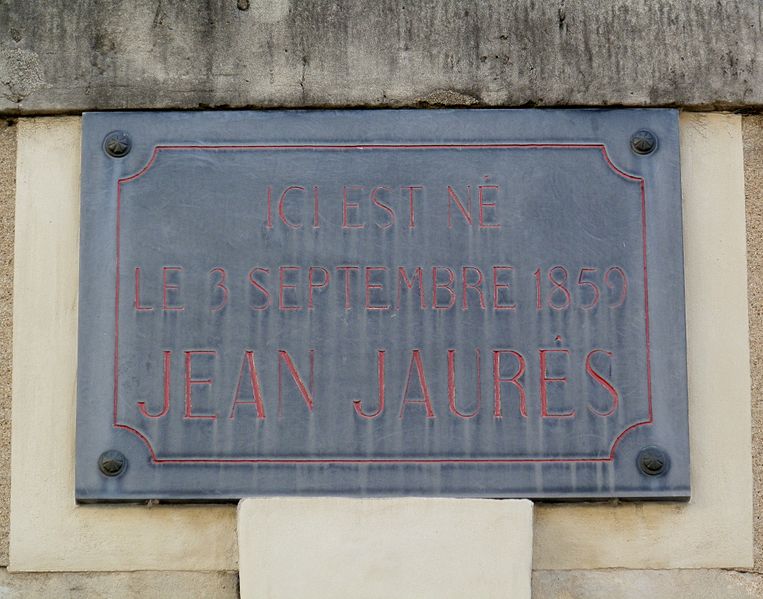 ICI EST NÉ
LE 3 SEPTEMBRE 1859
JEAN JAURÈS